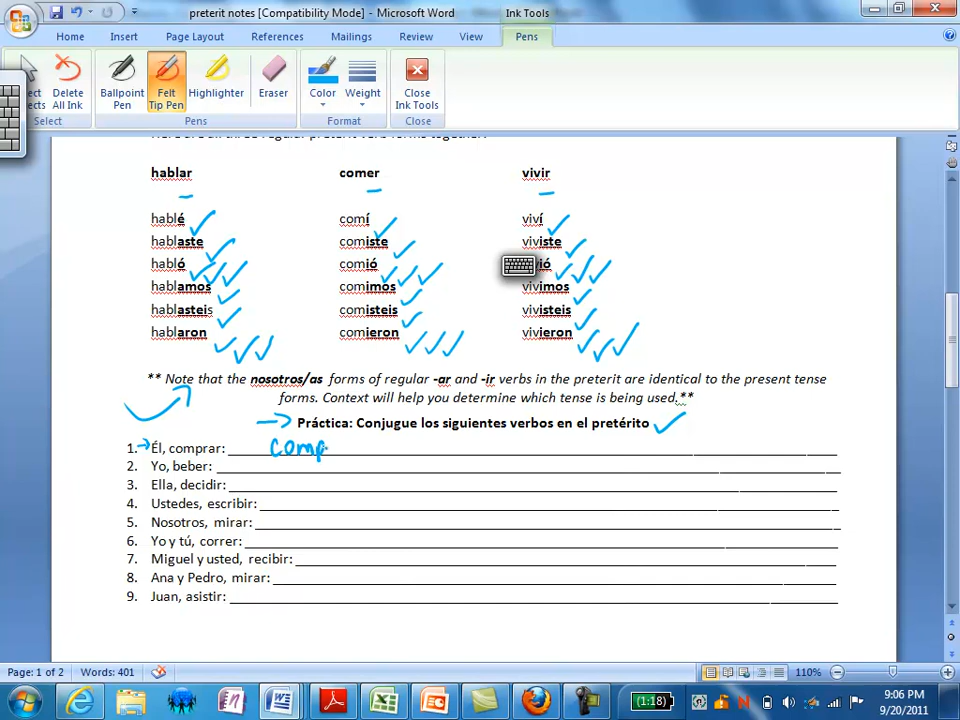 preterit notes [Compatibility Mode] - Microsoft Word
Ink Tools
Home Insert Page Layout References Mailings Review View Pens
Delete All Ink
Ballpoint Pen
Felt Tip Pen
Highlighter
Eraser
Color
Weight
Close Ink Tools
Select Pens Format Close
hablar comer vivir
hablé comí viví
hablaste comiste viviste
habló comió ió
hablamos comimos vivimos
hablasteis comisteis vivisteis
hablaron comieron vivieron
** Note that the nosotros/as forms of regular -ar and -ir verbs in the preterit are identical to the present tense
forms. Context will help you determine which tense is being used.**
Práctica: Conjugue los siguientes verbos en el pretérito
1. Él, comprar: comp
2. Yo, beber:
3. Ella, decidir:
4. Ustedes, escribir:
5. Nosotros, mirar:
6. Yo y tú, correr:
7. Miguel y usted, recibir:
8. Ana y Pedro, mirar:
9. Juan, asistir:
Page: 1 of 2 Words: 401 110%
(1:18)
9:06 PM
9/20/2011